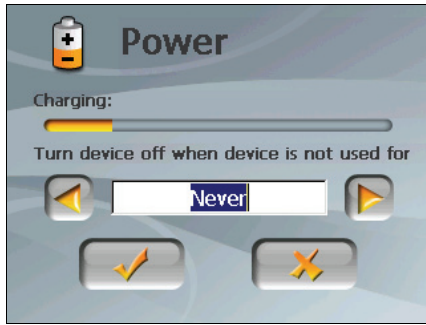 Power
Charging:
Turn device off when device is not used for
Never